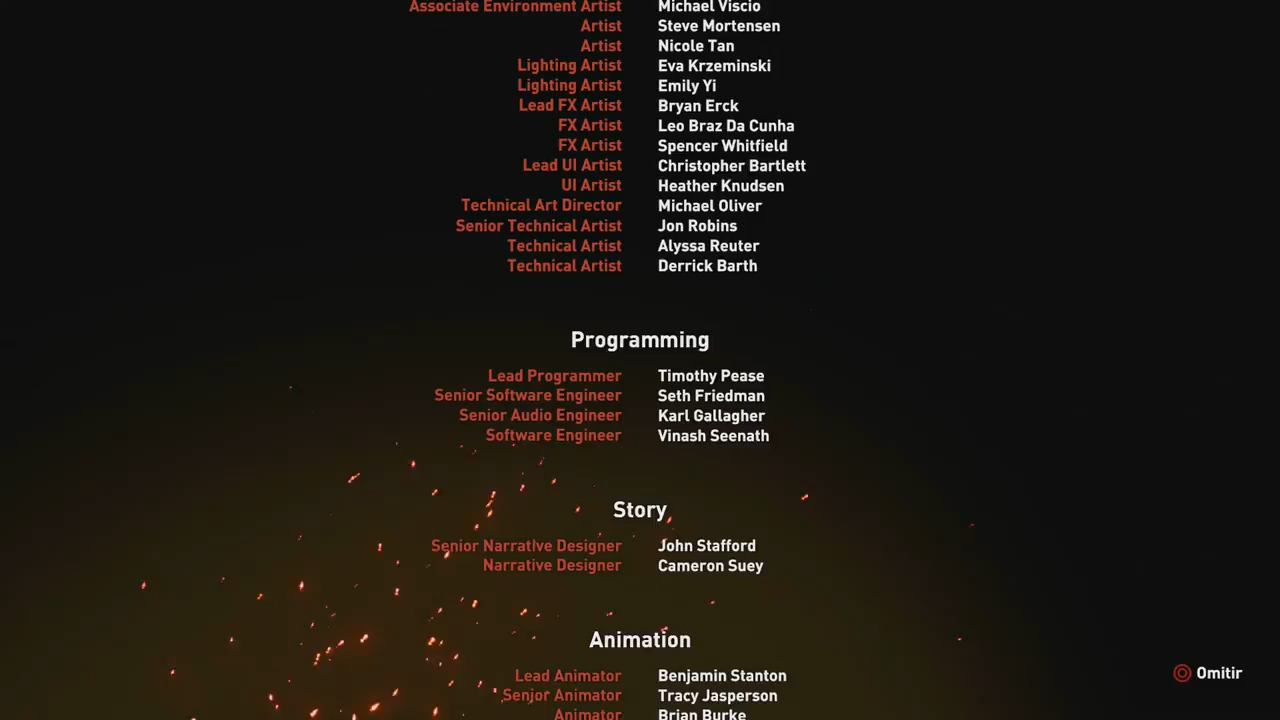 Associate Environment Artist Michael Viscio
Artist Steve Mortensen
Artist Nicole Tan
Lighting Artist Eva Krzeminski
Lighting Artist Emily Yi
Lead FX Artist Bryan Erck
FX Artist Leo Braz Da Cunha
FX Artist Spencer Whitfield
Lead UI Artist Christopher Bartlett
UI Artist Heather Knudsen
Technical Art Director Michael Oliver
Senior Technical Artist Jon Robins
Technical Artist Alyssa Reuter
Technical Artist Derrick Barth
Programming
Lead Programmer Timothy Pease
Senior Software Engineer Seth Friedman
Senior Audio Engineer Karl Gallagher
Software Engineer Vinash Seenath
Story
Senior Narrative Designer John Stafford
Narrative Designer Cameron Suey
Animation
Lead Animator Benjamin Stanton
Senior Animator Tracy Jasperson
Animator Brian Burke
Omitir